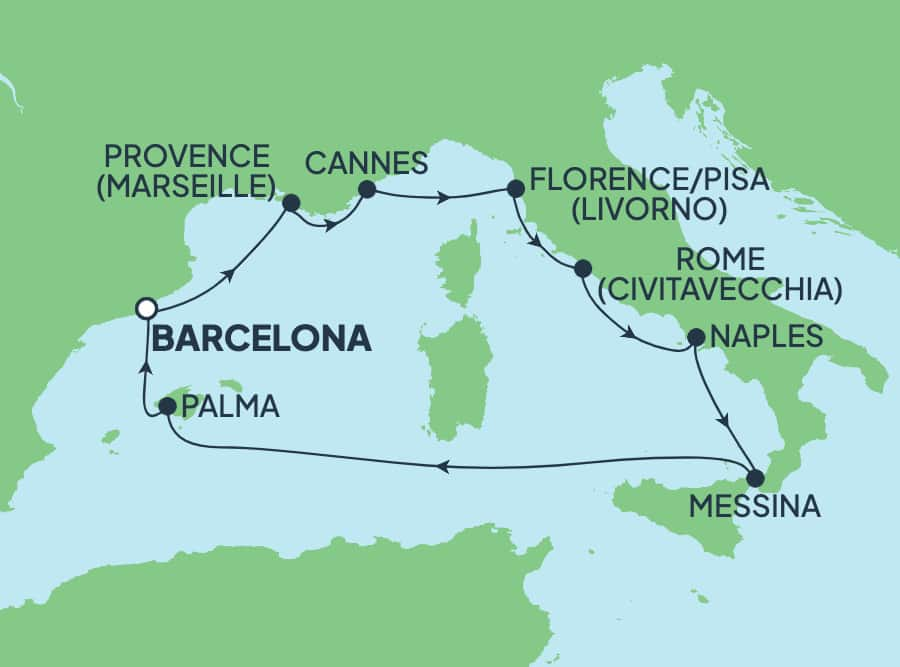 PROVENCE
(MARSEILLE)
CANNES
FLORENCE/PISA
(LIVORNO)
ROME
(CIVITAVECCHIA)
BARCELONA
NAPLES
PALMA
MESSINA